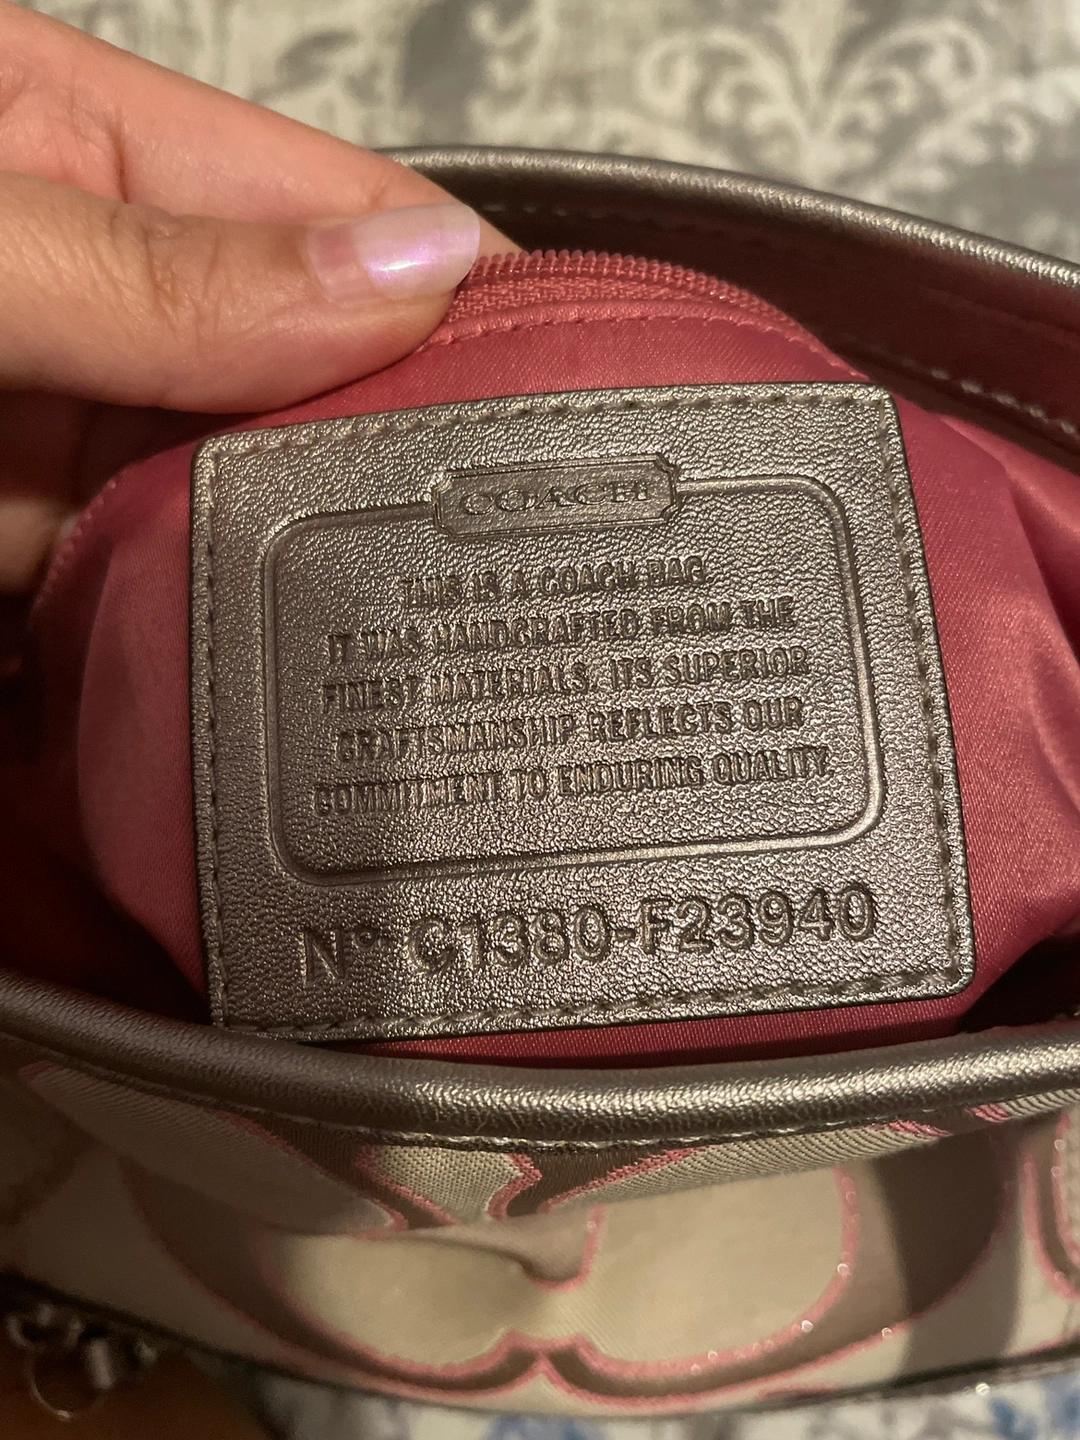 COACH
THIS IS A COACH BAG
IT WAS HANDCRAFTED FROM THE
FINEST MATERIALS. ITS SUPERIOR
CRAFTSMANSHIP REFLECTS OUR
COMMITMENT TO ENDURING QUALITY.
Nº C1380-F23940